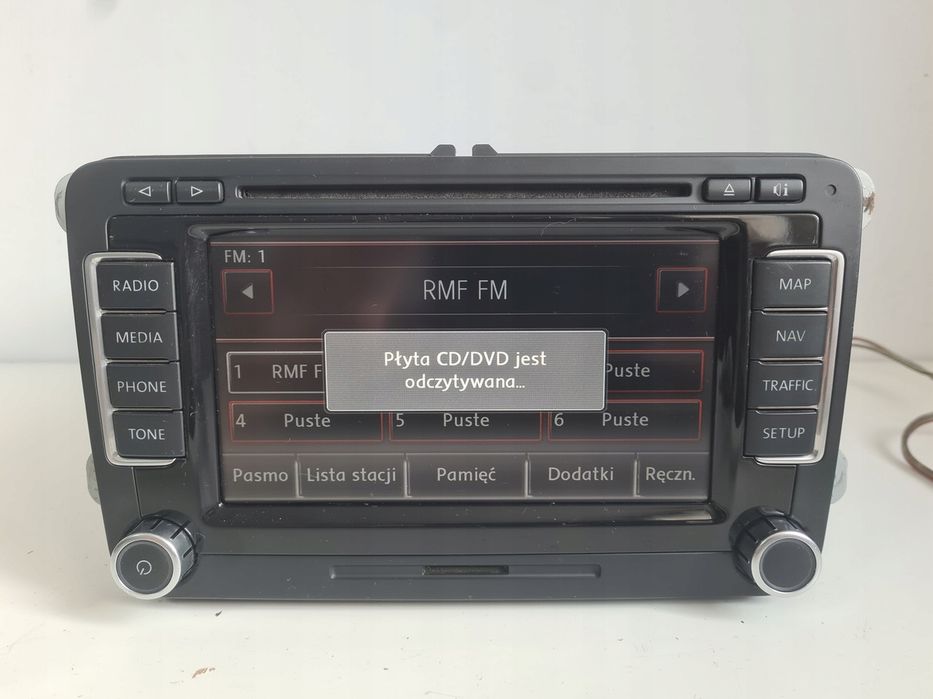 FM: 1
RMF FM
Płyta CD/DVD jest
odczytywana...
1 RMF F
Puste
4 Puste
5 Puste
6 Puste
Pasmo
Lista stacji
Pamięć
Dodatki
Ręczn.
RADIO
MEDIA
PHONE
TONE
MAP
NAV
TRAFFIC
SETUP